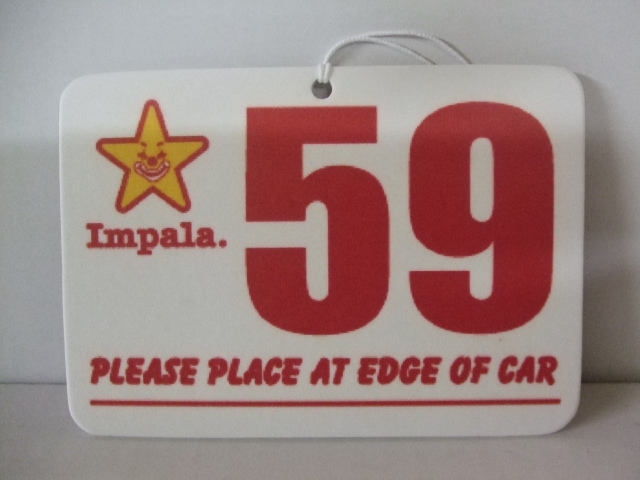 59
Impala.
PLEASE PLACE AT EDGE OF CAR